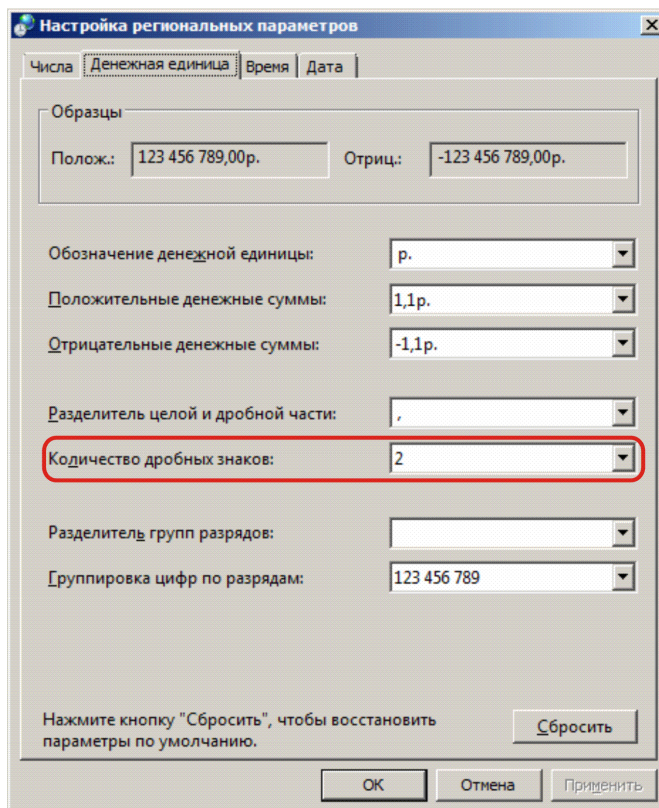 Настройка региональных параметров
Числа Денежная единица Время Дата
Образцы
Полож.: 123 456 789,00р. Отриц.: -123 456 789,00р.
Обозначение денежной единицы: р.
Положительные денежные суммы: 1,1р.
Отрицательные денежные суммы: -1,1р.
Разделитель целой и дробной части: ,
Количество дробных знаков: 2
Разделитель групп разрядов:
Группировка цифр по разрядам: 123 456 789
Нажмите кнопку "Сбросить", чтобы восстановить
параметры по умолчанию.
Сбросить
ОК Отмена Применить